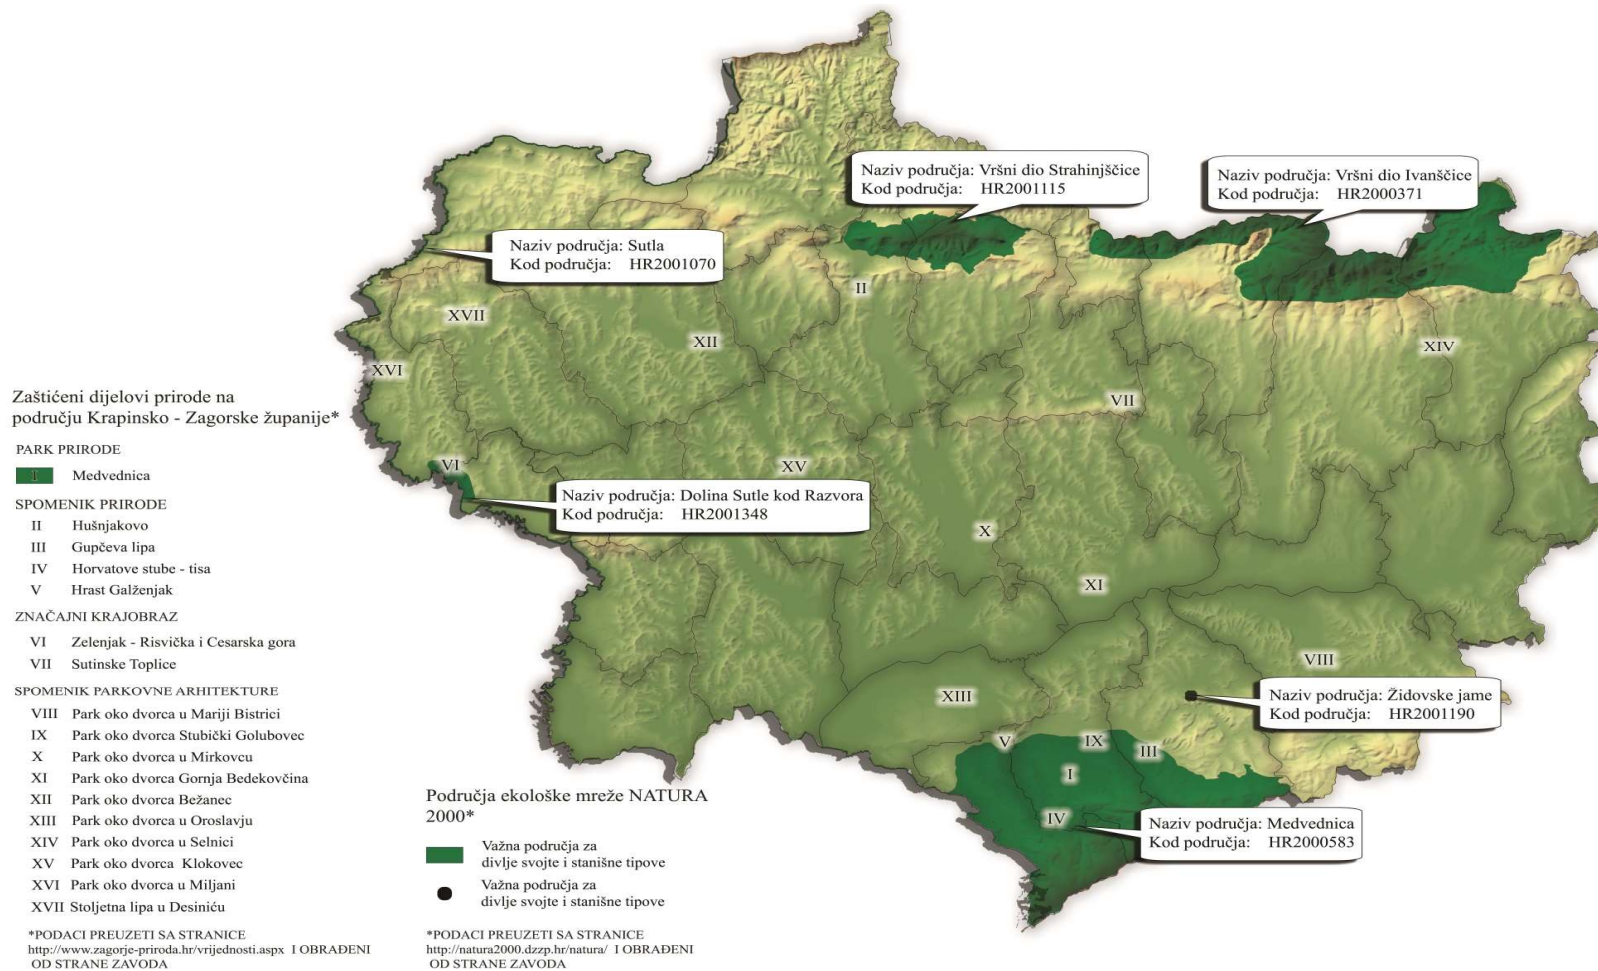 Naziv područja: Vršni dio Strahinjščice
Kod područja: HR2001115
Naziv područja: Vršni dio Ivanščice
Kod područja: HR2000371
Naziv područja: Sutla
Kod područja: HR2001070
II
XVII
XII
XIV
XVI
VII
VI
XV
Naziv područja: Dolina Sutle kod Razvora
Kod područja: HR2001348
X
XI
VIII
XIII
Naziv područja: Židovske jame
Kod područja: HR2001190
V
IX
III
I
IV
Naziv područja: Medvednica
Kod područja: HR2000583
Zaštićeni dijelovi prirode na
području Krapinsko - Zagorske županije*
PARK PRIRODE
I Medvednica
SPOMENIK PRIRODE
II Hušnjakovo
III Gupčeva lipa
IV Horvatove stube - tisa
V Hrast Galženjak
ZNAČAJNI KRAJOBRAZ
VI Zelenjak - Risvička i Cesarska gora
VII Sutinske Toplice
SPOMENIK PARKOVNE ARHITEKTURE
VIII Park oko dvorca u Mariji Bistrici
IX Park oko dvorca Stubički Golubovec
X Park oko dvorca u Mirkovcu
XI Park oko dvorca Gornja Bedekovčina
XII Park oko dvorca Bežanec
XIII Park oko dvorca u Oroslavju
XIV Park oko dvorca u Selnici
XV Park oko dvorca Klokovec
XVI Park oko dvorca u Miljani
XVII Stoljetna lipa u Desiniću
*PODACI PREUZETI SA STRANICE
http://www.zagorje-priroda.hr/vrijednosti.aspx I OBRAĐENI
OD STRANE ZAVODA
Područja ekološke mreže NATURA
2000*
Važna područja za
divlje svojte i stanišne tipove
Važna područja za
divlje svojte i stanišne tipove
*PODACI PREUZETI SA STRANICE
http://natura2000.dzzp.hr/natura/ I OBRAĐENI
OD STRANE ZAVODA